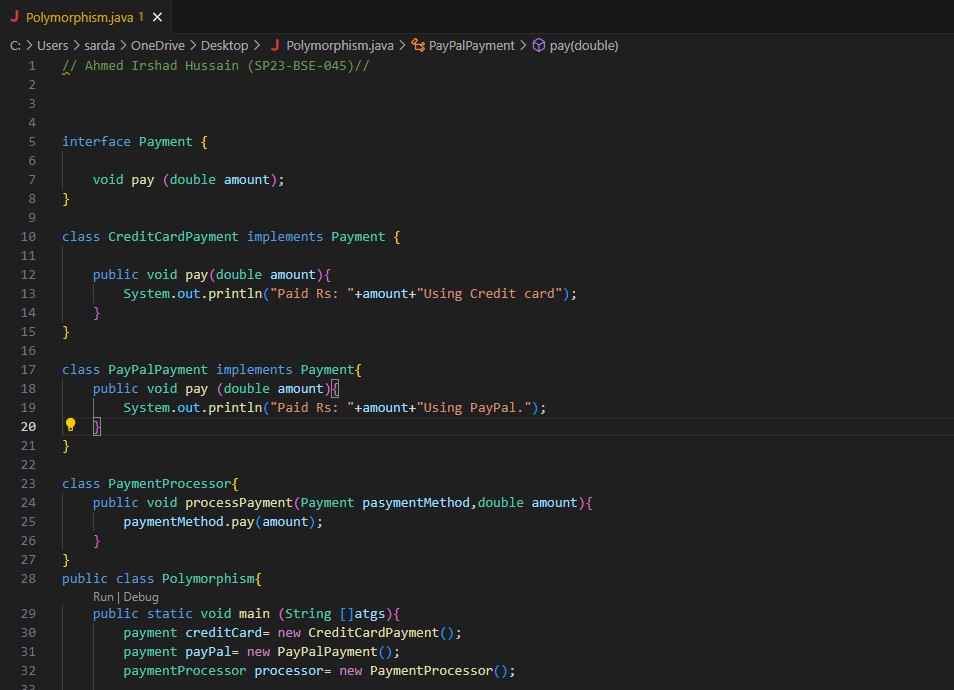 Polymorphism.java 1
C: > Users > sarda > OneDrive > Desktop > Polymorphism.java > PayPalPayment > pay(double)
1 // Ahmed Irshad Hussain (SP23-BSE-045)//
2
3
4
5 interface Payment {
6
7 void pay (double amount);
8 }
9
10 class CreditCardPayment implements Payment {
11
12 public void pay(double amount){
13 System.out.println("Paid Rs: "+amount+"Using Credit card");
14 }
15 }
16
17 class PayPalPayment implements Payment{
18 public void pay (double amount){
19 System.out.println("Paid Rs: "+amount+"Using PayPal.");
20 }
21 }
22
23 class PaymentProcessor{
24 public void processPayment(Payment pasymentMethod,double amount){
25 paymentMethod.pay(amount);
26 }
27 }
28 public class Polymorphism{
Run | Debug
29 public static void main (String []atgs){
30 payment creditCard= new CreditCardPayment();
31 payment payPal= new PayPalPayment();
32 paymentProcessor processor= new PaymentProcessor();
33